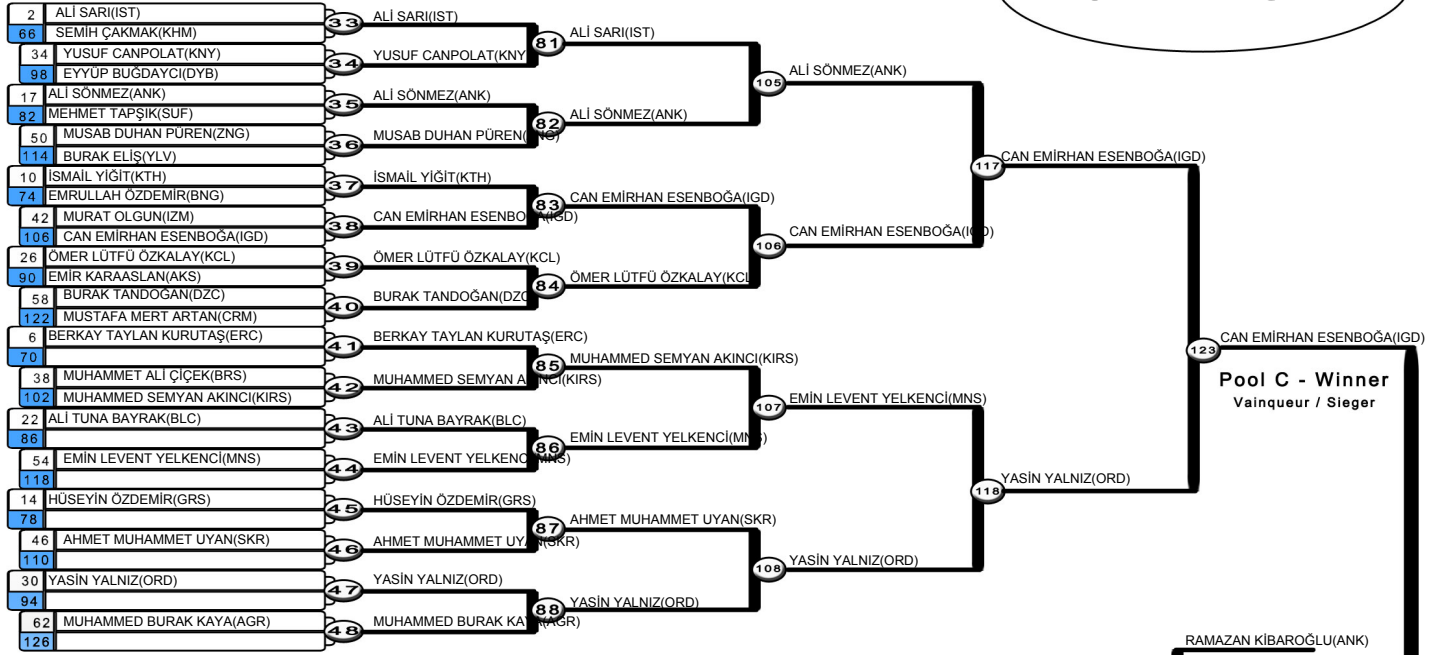 2 ALİ SARI(IST)
66 SEMİH ÇAKMAK(KHM)
34 YUSUF CANPOLAT(KNY)
98 EYYÜP BUĞDAYCI(DYB)
17 ALİ SÖNMEZ(ANK)
82 MEHMET TAPŞIK(SUF)
50 MUSAB DUHAN PÜREN(ZNG)
114 BURAK ELİŞ(YLV)
10 İSMAİL YİĞİT(KTH)
74 EMRULLAH ÖZDEMİR(BNG)
42 MURAT OLGUN(IZM)
106 CAN EMİRHAN ESENBOĞA(IGD)
26 ÖMER LÜTFÜ ÖZKALAY(KCL)
90 EMİR KARAASLAN(AKS)
58 BURAK TANDOĞAN(DZC)
122 MUSTAFA MERT ARTAN(CRM)
6 BERKAY TAYLAN KURUTAŞ(ERC)
70
38 MUHAMMET ALİ ÇİÇEK(BRS)
102 MUHAMMED SEMYAN AKINCI(KIRS)
22 ALİ TUNA BAYRAK(BLC)
86
54 EMİN LEVENT YELKENCİ(MNS)
118
14 HÜSEYİN ÖZDEMİR(GRS)
78
46 AHMET MUHAMMET UYAN(SKR)
110
30 YASİN YALNIZ(ORD)
94
62 MUHAMMED BURAK KAYA(AGR)
126
33 ALİ SARI(IST)
34 YUSUF CANPOLAT(KNY
35 ALİ SÖNMEZ(ANK)
36 MUSAB DUHAN PÜREN(ZNG)
37 İSMAİL YİĞİT(KTH)
38 CAN EMİRHAN ESENBOĞA(IGD)
39 ÖMER LÜTFÜ ÖZKALAY(KCL)
40 BURAK TANDOĞAN(DZC
41 BERKAY TAYLAN KURUTAŞ(ERC)
42 MUHAMMED SEMYAN AKINCI(KIRS)
43 ALİ TUNA BAYRAK(BLC)
44 EMİN LEVENT YELKENCİ(MNS)
45 HÜSEYİN ÖZDEMİR(GRS)
46 AHMET MUHAMMET UYAN(SKR)
47 YASİN YALNIZ(ORD)
48 MUHAMMED BURAK KAYA(AGR)
81 ALİ SARI(IST)
82 ALİ SÖNMEZ(ANK)
83 CAN EMİRHAN ESENBOĞA(IGD)
84 ÖMER LÜTFÜ ÖZKALAY(KCL
85 MUHAMMED SEMYAN AKINCI(KIRS)
86 EMİN LEVENT YELKENCİ(MNS)
87 AHMET MUHAMMET UYAN(SKR)
88 YASİN YALNIZ(ORD)
105 ALİ SÖNMEZ(ANK)
106 CAN EMİRHAN ESENBOĞA(IGD)
107 EMİN LEVENT YELKENCİ(MNS)
108 YASİN YALNIZ(ORD)
117 CAN EMİRHAN ESENBOĞA(IGD)
118 YASİN YALNIZ(ORD)
123 CAN EMİRHAN ESENBOĞA(IGD)
Pool C - Winner
Vainqueur / Sieger
RAMAZAN KİBAROĞLU(ANK)